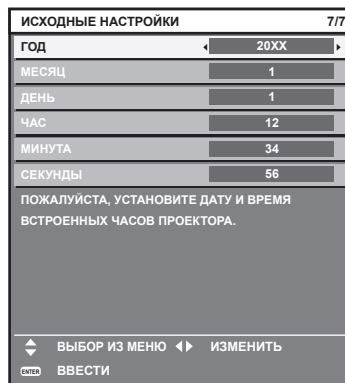 ИСХОДНЫЕ НАСТРОЙКИ 7/7
ГОД 20XX
МЕСЯЦ 1
ДЕНЬ 1
ЧАС 12
МИНУТА 34
СЕКУНДЫ 56
ПОЖАЛУЙСТА, УСТАНОВИТЕ ДАТУ И ВРЕМЯ
ВСТРОЕННЫХ ЧАСОВ ПРОЕКТОРА.
ВЫБОР ИЗ МЕНЮ ИЗМЕНИТЬ
ENTER ВВЕСТИ